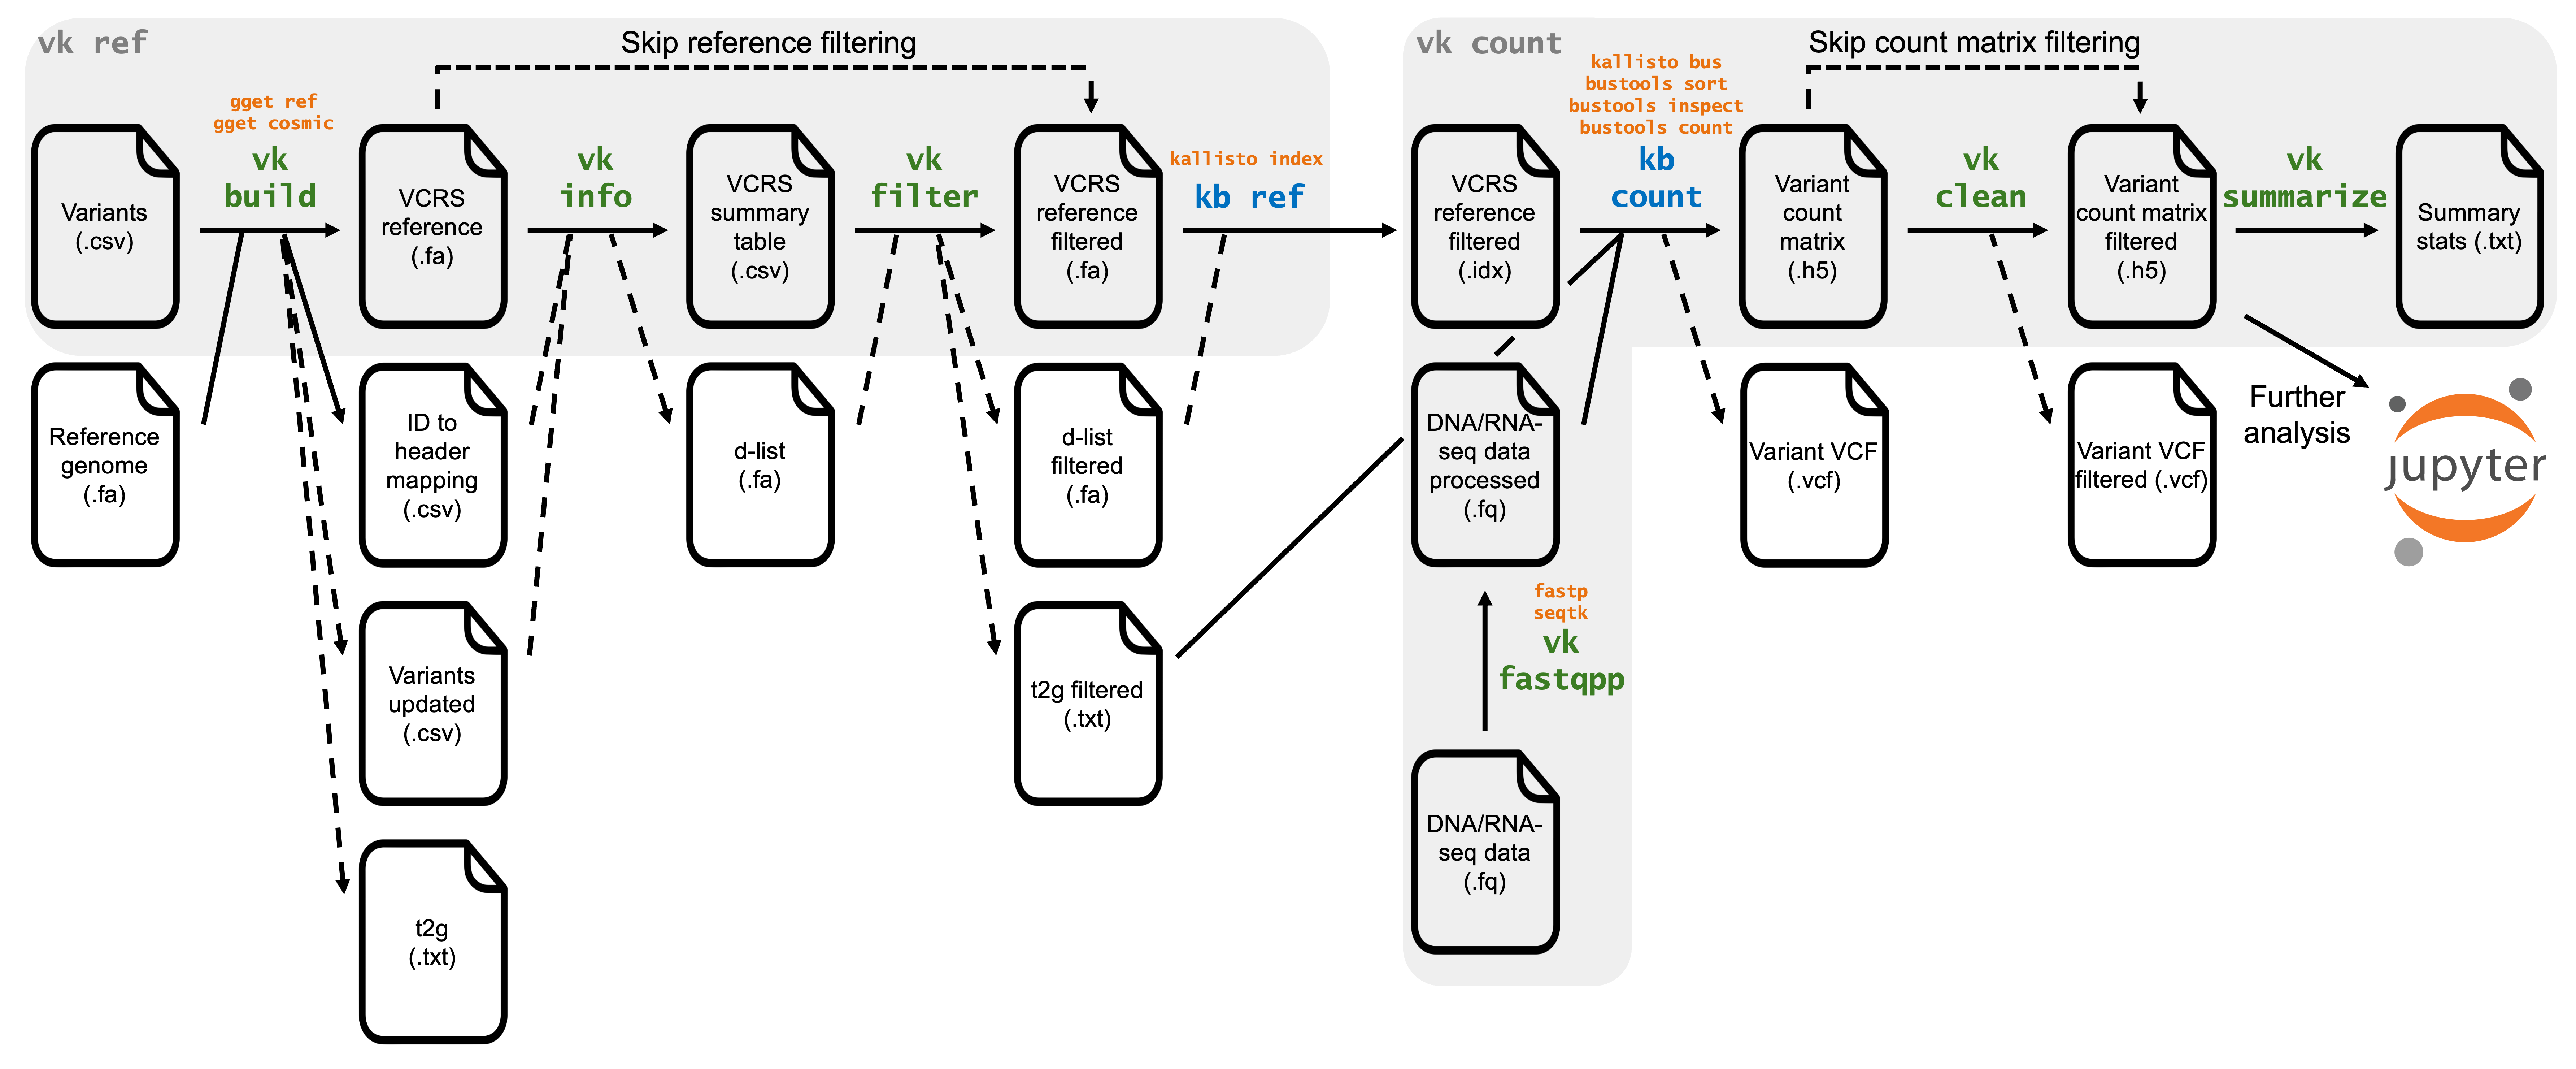 vk ref
Skip reference filtering
gget ref
gget cosmic
vk
build
vk
info
vk
filter
kallisto index
kb ref
Variants
(.csv)
VCRS
reference
(.fa)
VCRS
summary
table
(.csv)
VCRS
reference
filtered
(.fa)
Reference
genome
(.fa)
ID to
header
mapping
(.csv)
d-list
(.fa)
d-list
filtered
(.fa)
Variants
updated
(.csv)
t2g filtered
(.txt)
t2g
(.txt)
vk count
Skip count matrix filtering
kallisto bus
bustools sort
bustools inspect
bustools count
kb
count
vk
clean
vk
summarize
VCRS
reference
filtered
(.idx)
Variant
count
matrix
(.h5)
Variant
count matrix
filtered
(.h5)
Summary
stats (.txt)
DNA/RNA-
seq data
processed
(.fq)
Variant VCF
(.vcf)
Variant VCF
filtered (.vcf)
Further
analysis
jupyter
fastp
seqtk
vk
fastqpp
DNA/RNA-
seq data
(.fq)